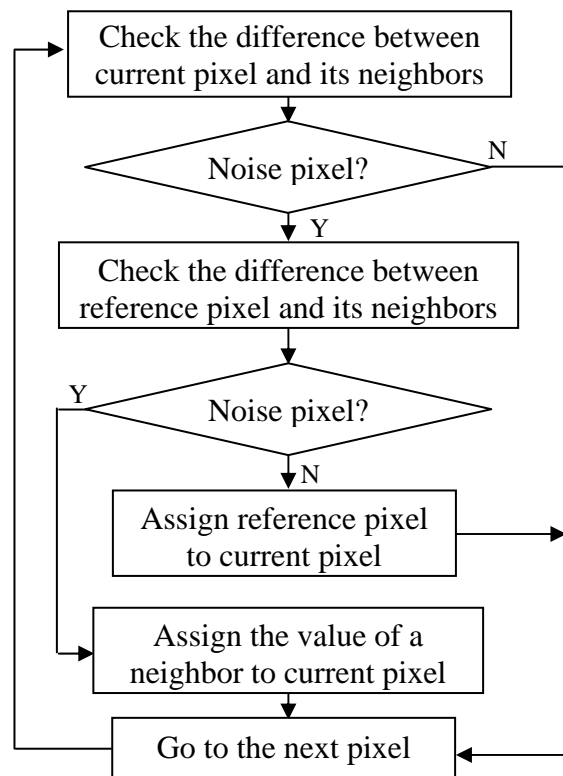 Check the difference between
current pixel and its neighbors
Noise pixel?
N
Y
Check the difference between
reference pixel and its neighbors
Y
Noise pixel?
N
Assign reference pixel
to current pixel
Assign the value of a
neighbor to current pixel
Go to the next pixel